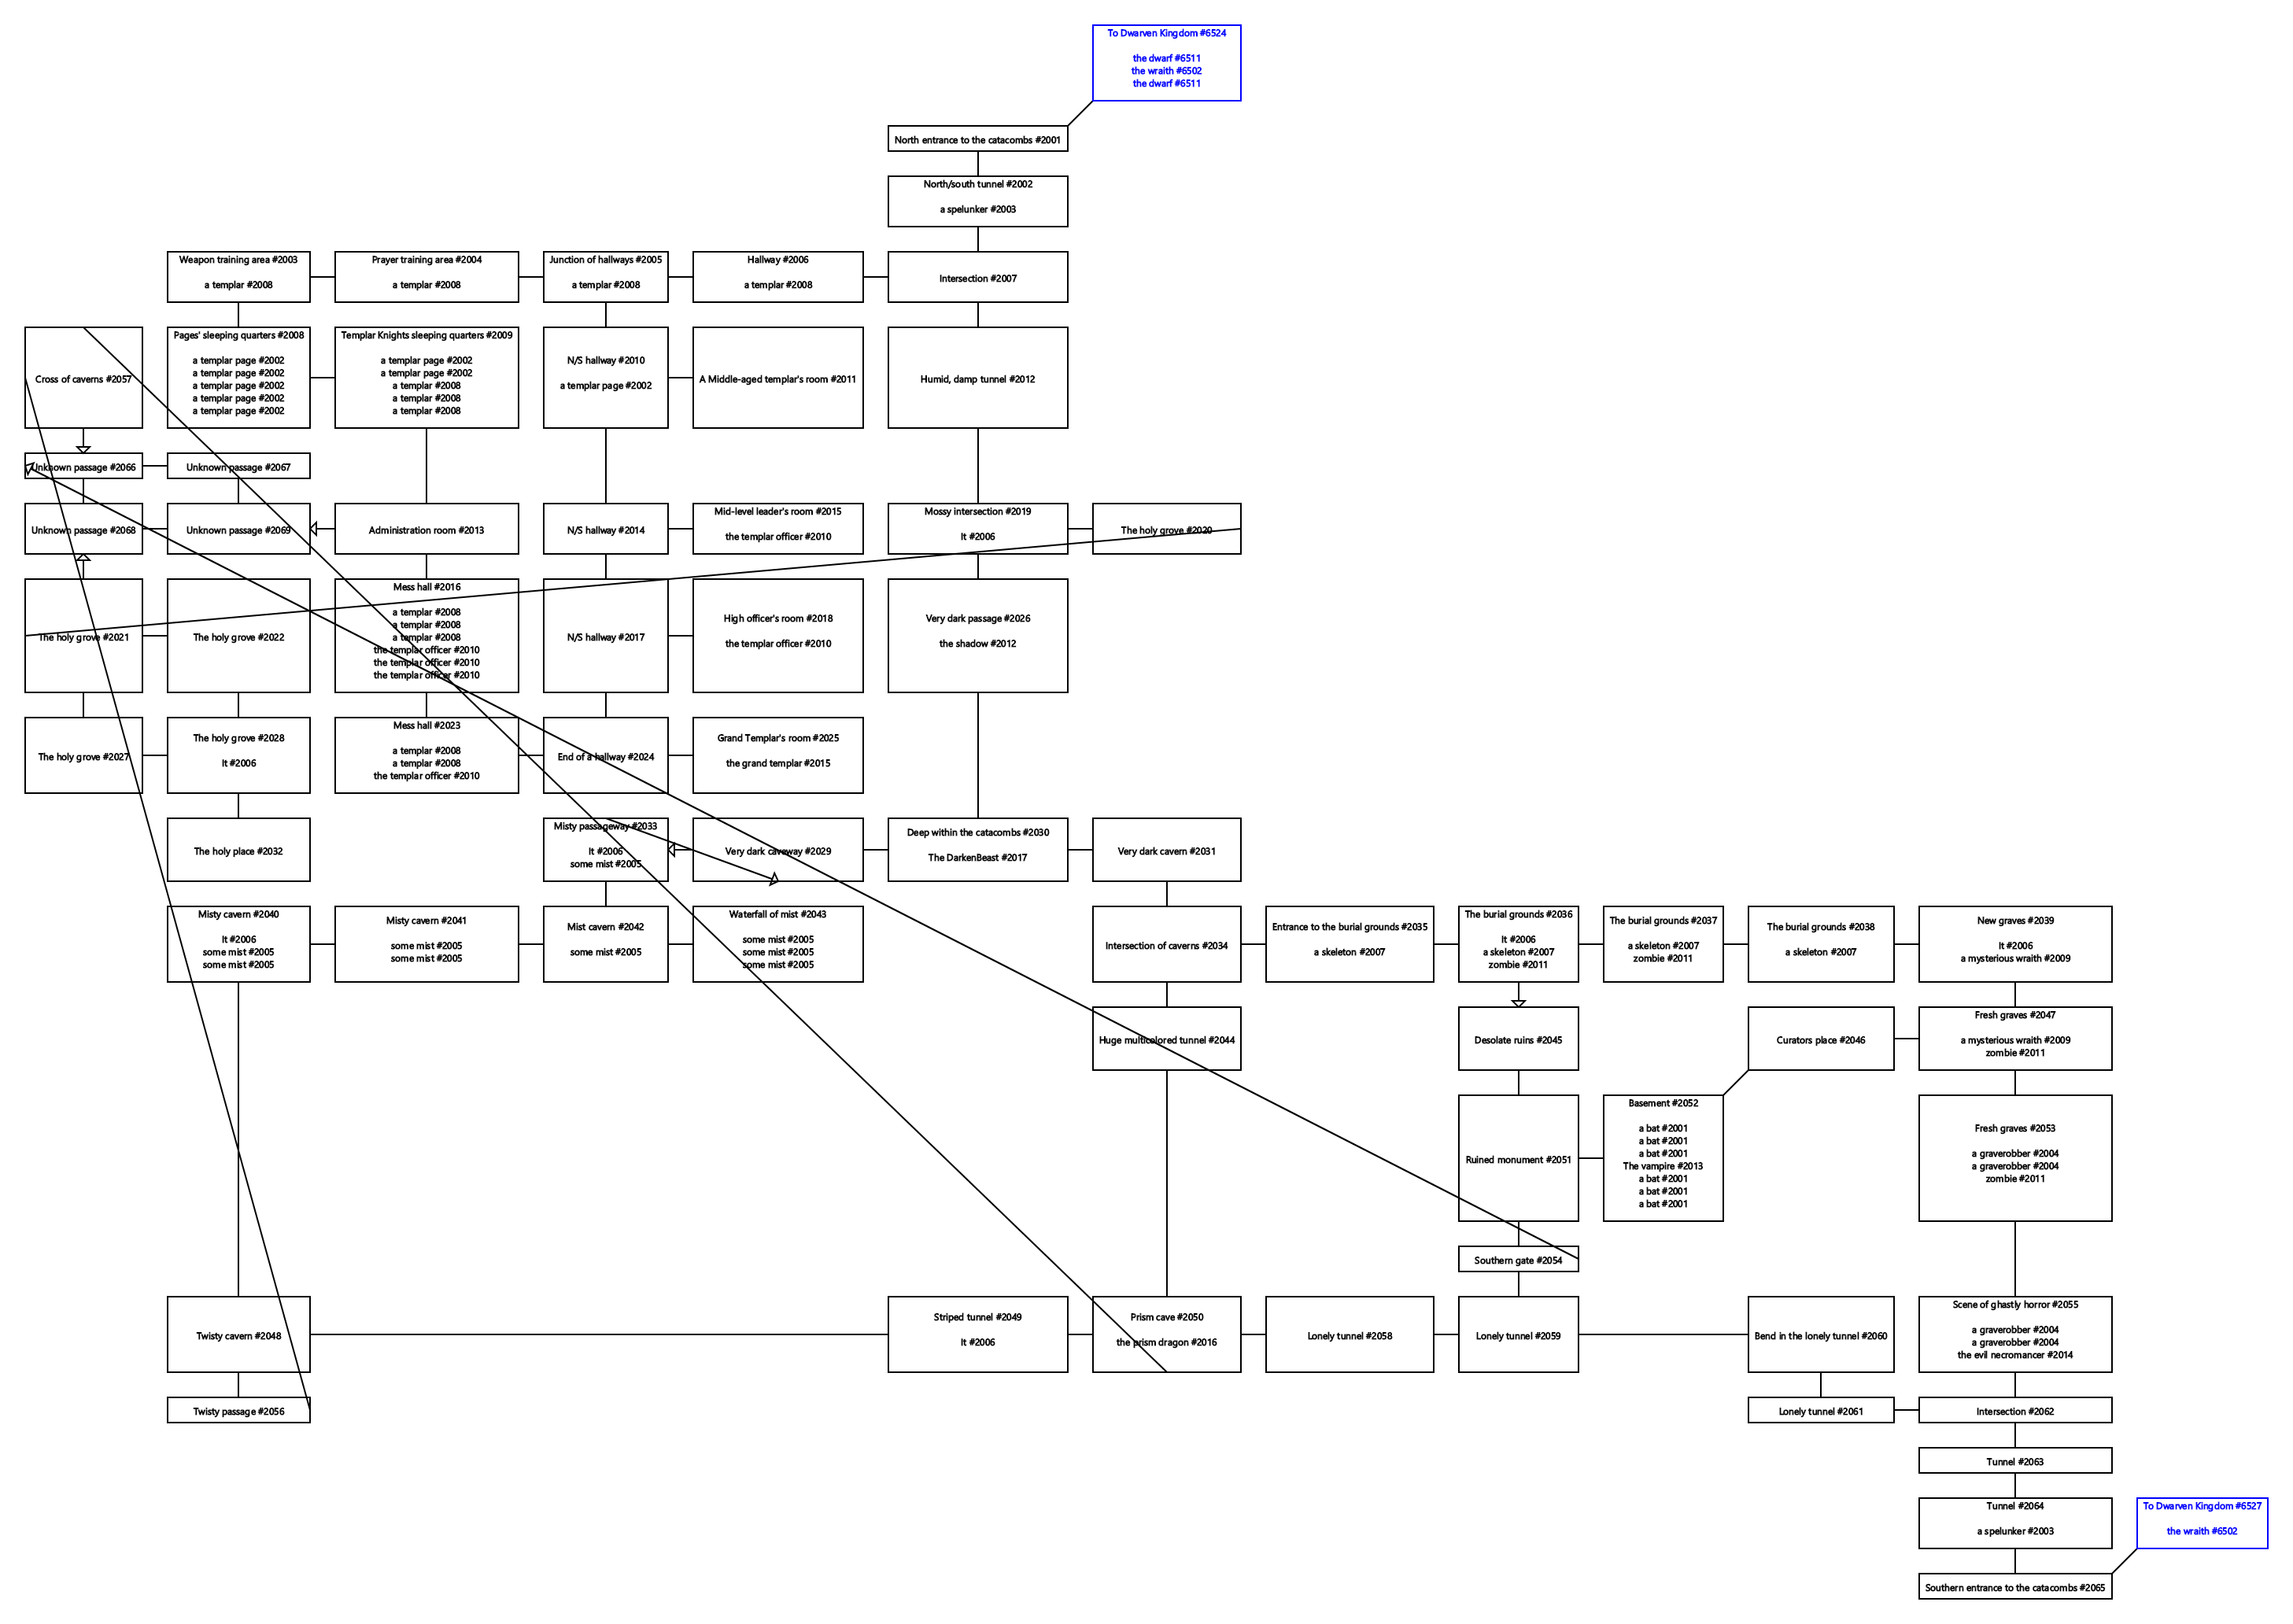 To Dwarven Kingdom #6524
the dwarf #6511
the wraith #6502
the dwarf #6511
North entrance to the catacombs #2001
North/south tunnel #2002
a spelunker #2003
Weapon training area #2003
a templar #2008
Prayer training area #2004
a templar #2008
Junction of hallways #2005
a templar #2008
Hallway #2006
a templar #2008
Intersection #2007
Cross of caverns #2057
Pages' sleeping quarters #2008
a templar page #2002
a templar page #2002
a templar page #2002
a templar page #2002
a templar page #2002
Templar Knights sleeping quarters #2009
a templar page #2002
a templar page #2002
a templar #2008
a templar #2008
a templar #2008
N/S hallway #2010
a templar page #2002
A Middle-aged templar's room #2011
Humid, damp tunnel #2012
Unknown passage #2066
Unknown passage #2067
Unknown passage #2068
Unknown passage #2069
Administration room #2013
N/S hallway #2014
Mid-level leader's room #2015
the templar officer #2010
Mossy intersection #2019
It #2006
The holy grove #2020
The holy grove #2021
The holy grove #2022
Mess hall #2016
a templar #2008
a templar #2008
a templar #2008
the templar officer #2010
the templar officer #2010
the templar officer #2010
N/S hallway #2017
High officer's room #2018
the templar officer #2010
Very dark passage #2026
the shadow #2012
The holy grove #2027
The holy grove #2028
It #2006
Mess hall #2023
a templar #2008
a templar #2008
the templar officer #2010
End of a hallway #2024
Grand Templar's room #2025
the grand templar #2015
The holy place #2032
Misty passageway #2033
It #2006
some mist #2005
Very dark caveway #2029
Deep within the catacombs #2030
The DarkenBeast #2017
Very dark cavern #2031
Misty cavern #2040
It #2006
some mist #2005
some mist #2005
Misty cavern #2041
some mist #2005
some mist #2005
Mist cavern #2042
some mist #2005
Waterfall of mist #2043
some mist #2005
some mist #2005
some mist #2005
Intersection of caverns #2034
Entrance to the burial grounds #2035
a skeleton #2007
The burial grounds #2036
It #2006
a skeleton #2007
zombie #2011
The burial grounds #2037
a skeleton #2007
zombie #2011
The burial grounds #2038
a skeleton #2007
New graves #2039
It #2006
a mysterious wraith #2009
Huge multicolored tunnel #2044
Desolate ruins #2045
Curators place #2046
Fresh graves #2047
a mysterious wraith #2009
zombie #2011
Ruined monument #2051
Basement #2052
a bat #2001
a bat #2001
a bat #2001
The vampire #2013
a bat #2001
a bat #2001
a bat #2001
Fresh graves #2053
a graverobber #2004
a graverobber #2004
zombie #2011
Southern gate #2054
Twisty cavern #2048
Striped tunnel #2049
It #2006
Prism cave #2050
the prism dragon #2016
Lonely tunnel #2058
Lonely tunnel #2059
Bend in the lonely tunnel #2060
Scene of ghastly horror #2055
a graverobber #2004
a graverobber #2004
the evil necromancer #2014
Twisty passage #2056
Lonely tunnel #2061
Intersection #2062
Tunnel #2063
Tunnel #2064
a spelunker #2003
To Dwarven Kingdom #6527
the wraith #6502
Southern entrance to the catacombs #2065